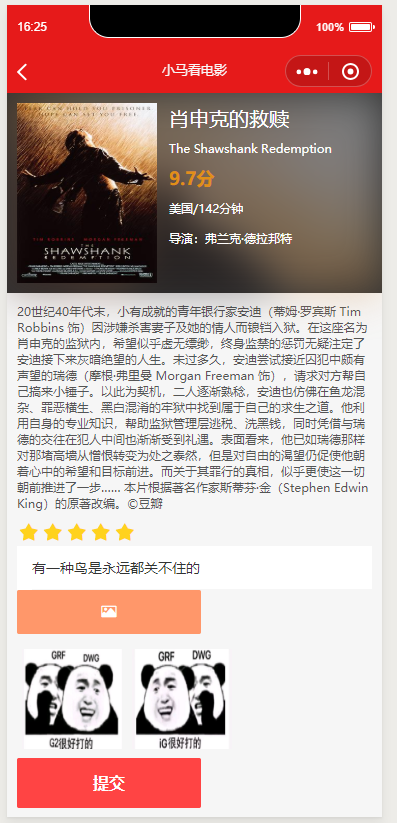 16:25
100%
小马看电影
FEAR CAN HOLD YOU PRISONER.
HOPE CAN SET YOU FREE.
TIM ROBBINS MORGAN FREEMAN
THE
SHAWSHANK
REDEMPTION
肖申克的救赎
The Shawshank Redemption
9.7分
美国/142分钟
导演：弗兰克·德拉邦特
20世纪40年代末，小有成就的青年银行家安迪（蒂姆·罗宾斯 Tim
Robbins 饰）因涉嫌杀害妻子及她的情人而锒铛入狱。在这座名为
肖申克的监狱内，希望似乎虚无缥缈，终身监禁的惩罚无疑注定了
安迪接下来灰暗绝望的人生。未过多久，安迪尝试接近囚犯中颇有
声望的瑞德（摩根·弗里曼 Morgan Freeman 饰），请求对方帮自
己搞来小锤子。以此为契机，二人逐渐熟稔，安迪也仿佛在鱼龙混
杂、罪恶横生、黑白混淆的牢狱中找到属于自己的求生之道。他利
用自身的专业知识，帮助监狱管理层逃税、洗黑钱，同时凭借与瑞
德的交往在犯人中间也渐渐受到礼遇。表面看来，他已如瑞德那样
对那堵高墙从憎恨转变为处之泰然，但是对自由的渴望仍促使他朝
着心中的希望和目标前进。而关于其罪行的真相，似乎更使这一切
朝前推进了一步…… 本片根据著名作家斯蒂芬·金（Stephen Edwin
King）的原著改编。©豆瓣
有一种鸟是永远都关不住的
GRF DWG
G2很好打的
GRF DWG
iG很好打的
提交